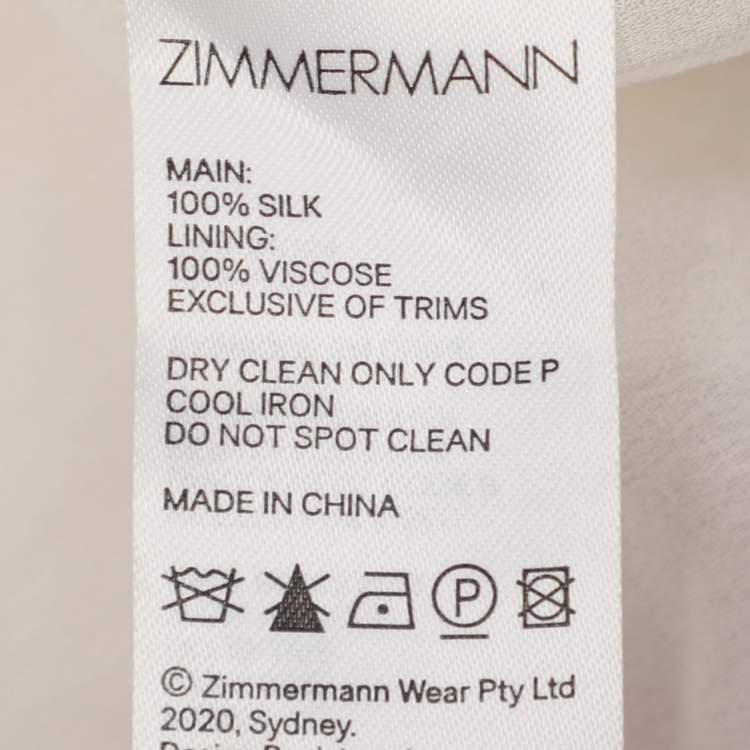 ZIMMERMANN
MAIN:
100% SILK
LINING:
100% VISCOSE
EXCLUSIVE OF TRIMS
DRY CLEAN ONLY CODE P
COOL IRON
DO NOT SPOT CLEAN
MADE IN CHINA
P
© Zimmermann Wear Pty Ltd
2020, Sydney.